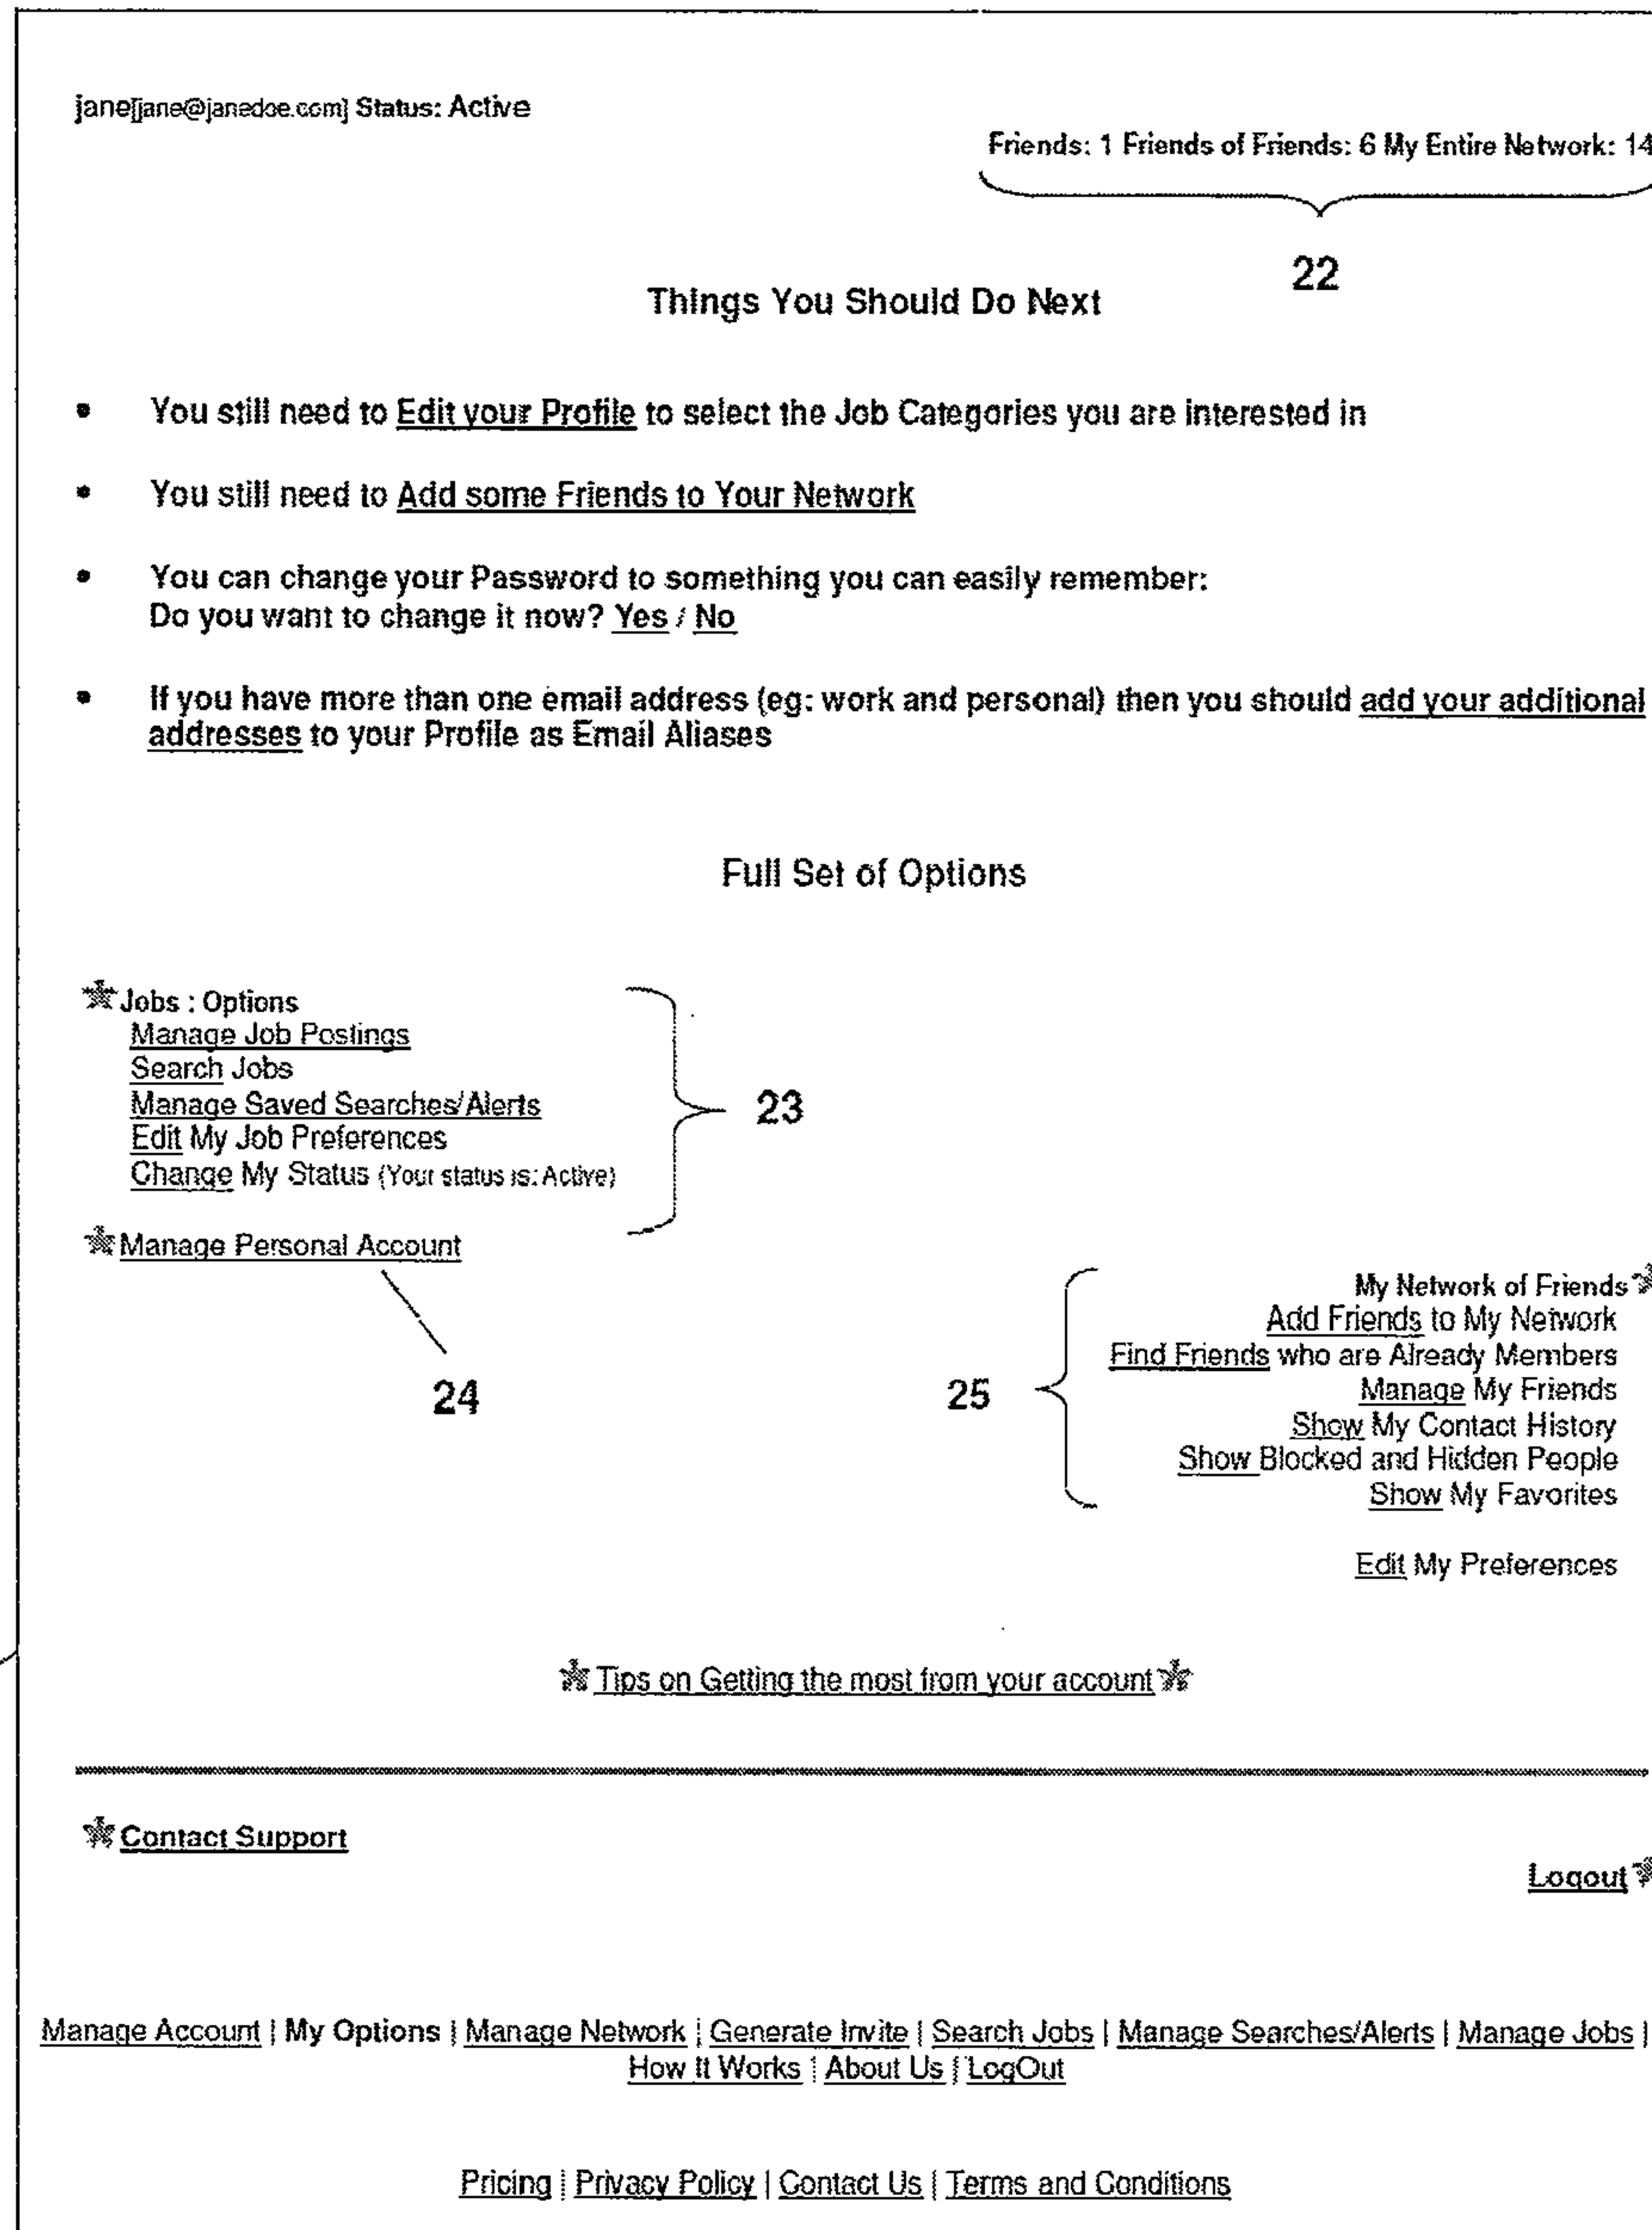 jane[jane@janedoe.com] Status: Active
Friends: 1 Friends of Friends: 6 My Entire Network: 14
22
Things You Should Do Next
• You still need to Edit your Profile to select the Job Categories you are interested in
• You still need to Add some Friends to Your Network
• You can change your Password to something you can easily remember:
Do you want to change it now? Yes / No
• If you have more than one email address (eg: work and personal) then you should add your additional
addresses to your Profile as Email Aliases
Full Set of Options
Jobs : Options
Manage Job Postings
Search Jobs
Manage Saved Searches/Alerts
Edit My Job Preferences
Change My Status (Your status is: Active)
23
Manage Personal Account
24
25
My Network of Friends
Add Friends to My Network
Find Friends who are Already Members
Manage My Friends
Show My Contact History
Show Blocked and Hidden People
Show My Favorites
Edit My Preferences
Tips on Getting the most from your account
Contact Support
Logout
Manage Account | My Options | Manage Network | Generate Invite | Search Jobs | Manage Searches/Alerts | Manage Jobs |
How It Works | About Us | LogOut
Pricing | Privacy Policy | Contact Us | Terms and Conditions